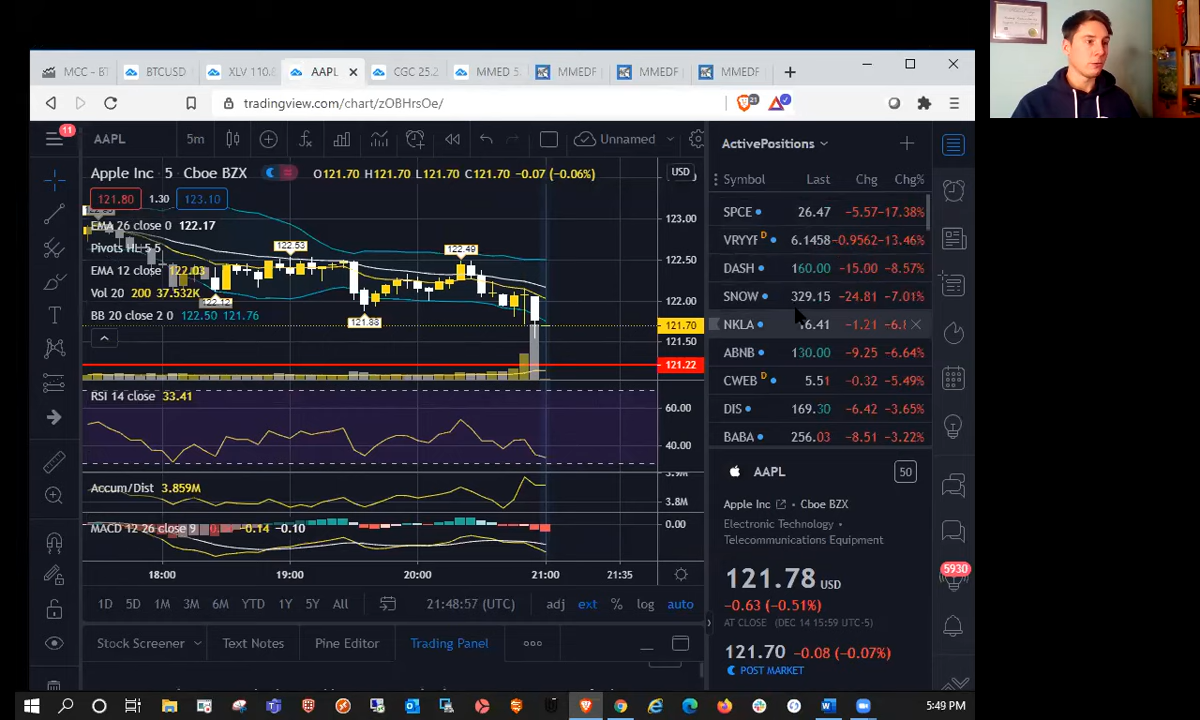 MCC - BT
BTCUSD
XLV 110.8
AAPL
CGC 25.2
MMED 5.
MMEDF
MMEDF
MMEDF
tradingview.com/chart/zOBHrsOe/
11
AAPL
5m
Unnamed
Apple Inc · 5 · Cboe BZX
O121.70 H121.70 L121.70 C121.70 -0.07 (-0.06%)
USD
121.80
1.30
123.10
EMA 26 close 0 122.17
Pivots HL 5 5
EMA 12 close 122.03
Vol 20 200 37.532K
BB 20 close 2 0 122.50 121.76
122.53
122.49
122.12
121.88
123.00
122.50
122.00
121.70
121.50
121.22
RSI 14 close 33.41
60.00
40.00
Accum/Dist 3.859M
3.9M
3.8M
MACD 12 26 close 9 -0.14 -0.10
0.00
18:00
19:00
20:00
21:00
21:35
1D 5D 1M 3M 6M YTD 1Y 5Y All
21:48:57 (UTC)
adj ext % log auto
Stock Screener
Text Notes
Pine Editor
Trading Panel
ActivePositions
Symbol Last Chg Chg%
SPCE 26.47 -5.57 -17.38%
VRYYF D 6.1458 -0.9562 -13.46%
DASH 160.00 -15.00 -8.57%
SNOW 329.15 -24.81 -7.01%
NKLA 16.41 -1.21 -6.8
ABNB 130.00 -9.25 -6.64%
CWEB D 5.51 -0.32 -5.49%
DIS 169.30 -6.42 -3.65%
BABA 256.03 -8.51 -3.22%
AAPL
50
Apple Inc · Cboe BZX
Electronic Technology ·
Telecommunications Equipment
121.78 USD
-0.63 (-0.51%)
AT CLOSE (DEC 14 15:59 UTC-5)
121.70 -0.08 (-0.07%)
POST MARKET
5930
5:49 PM